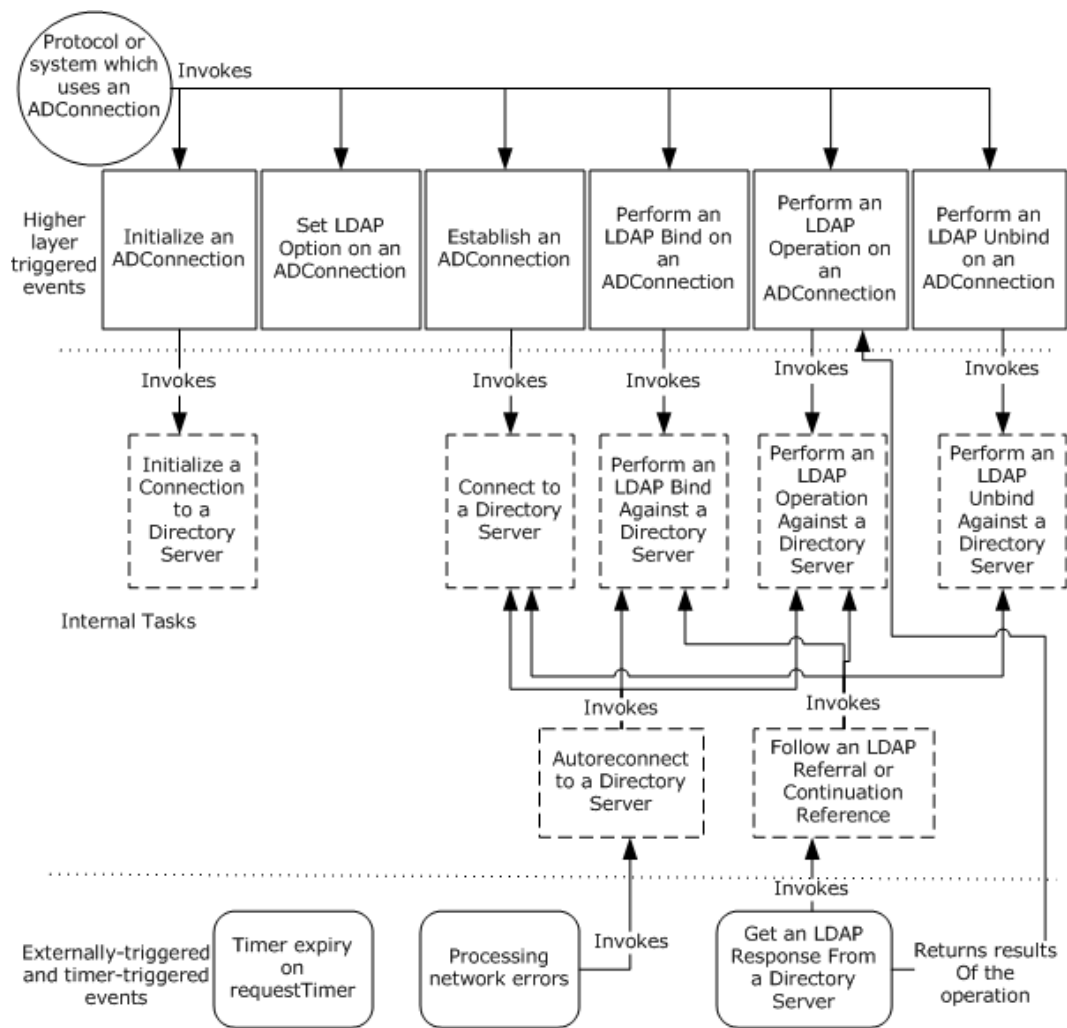 Protocol or
system which
uses an
ADConnection
Invokes
Higher
layer
triggered
events
Initialize an
ADConnection
Set LDAP
Option on an
ADConnection
Establish an
ADConnection
Perform an
LDAP Bind on
an
ADConnection
Perform an
LDAP
Operation on
an
ADConnection
Perform an
LDAP Unbind
on an
ADConnection
Invokes
Invokes
Invokes
Invokes
Invokes
Initialize a
Connection
to a
Directory
Server
Connect to
a Directory
Server
Perform an
LDAP Bind
Against a
Directory
Server
Perform an
LDAP
Operation
Against a
Directory
Server
Perform an
LDAP
Unbind
Against a
Directory
Server
Internal Tasks
Invokes
Invokes
Autoreconnect
to a Directory
Server
Follow an LDAP
Referral or
Continuation
Reference
Invokes
Externally-triggered
and timer-triggered
events
Timer expiry
on
requestTimer
Processing
network errors
Invokes
Get an LDAP
Response From
a Directory
Server
Returns results
Of the
operation